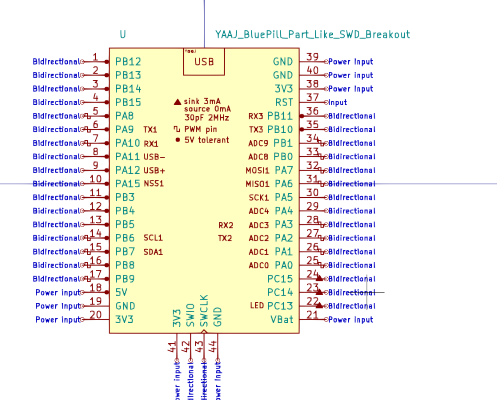 U YAAJ_BluePill_Part_Like_SWD_Breakout
USB
Bidirectional 1 PB12 GND 39 Power Input
Bidirectional 2 PB13 GND 40 Power Input
Bidirectional 3 PB14 3V3 38 Power Input
Bidirectional 4 PB15 sink 3mA RST 37 Input
source 0mA
Bidirectional 5 PA8 30pF 2MHz RX3 PB11 36 Bidirectional
Bidirectional 6 PA9 TX1 PWM pin TX3 PB10 35 Bidirectional
Bidirectional 7 PA10 RX1 5V tolerant ADC9 PB1 34 Bidirectional
Bidirectional 8 PA11 USB- ADC8 PB0 33 Bidirectional
Bidirectional 9 PA12 USB+ MOSI1 PA7 32 Bidirectional
Bidirectional 10 PA15 NSS1 MISO1 PA6 31 Bidirectional
Bidirectional 11 PB3 SCK1 PA5 30 Bidirectional
Bidirectional 12 PB4 ADC4 PA4 29 Bidirectional
Bidirectional 13 PB5 RX2 ADC3 PA3 28 Bidirectional
Bidirectional 14 PB6 SCL1 TX2 ADC2 PA2 27 Bidirectional
Bidirectional 15 PB7 SDA1 ADC1 PA1 26 Bidirectional
Bidirectional 16 PB8 ADC0 PA0 25 Bidirectional
Bidirectional 17 PB9 PC15 24 Bidirectional
Power Input 18 5V PC14 23 Bidirectional
Power Input 19 GND LED PC13 22 Bidirectional
Power Input 20 3V3 VBat 21 Power Input
3V3 SWIO SWCLK GND
41 42 43 44